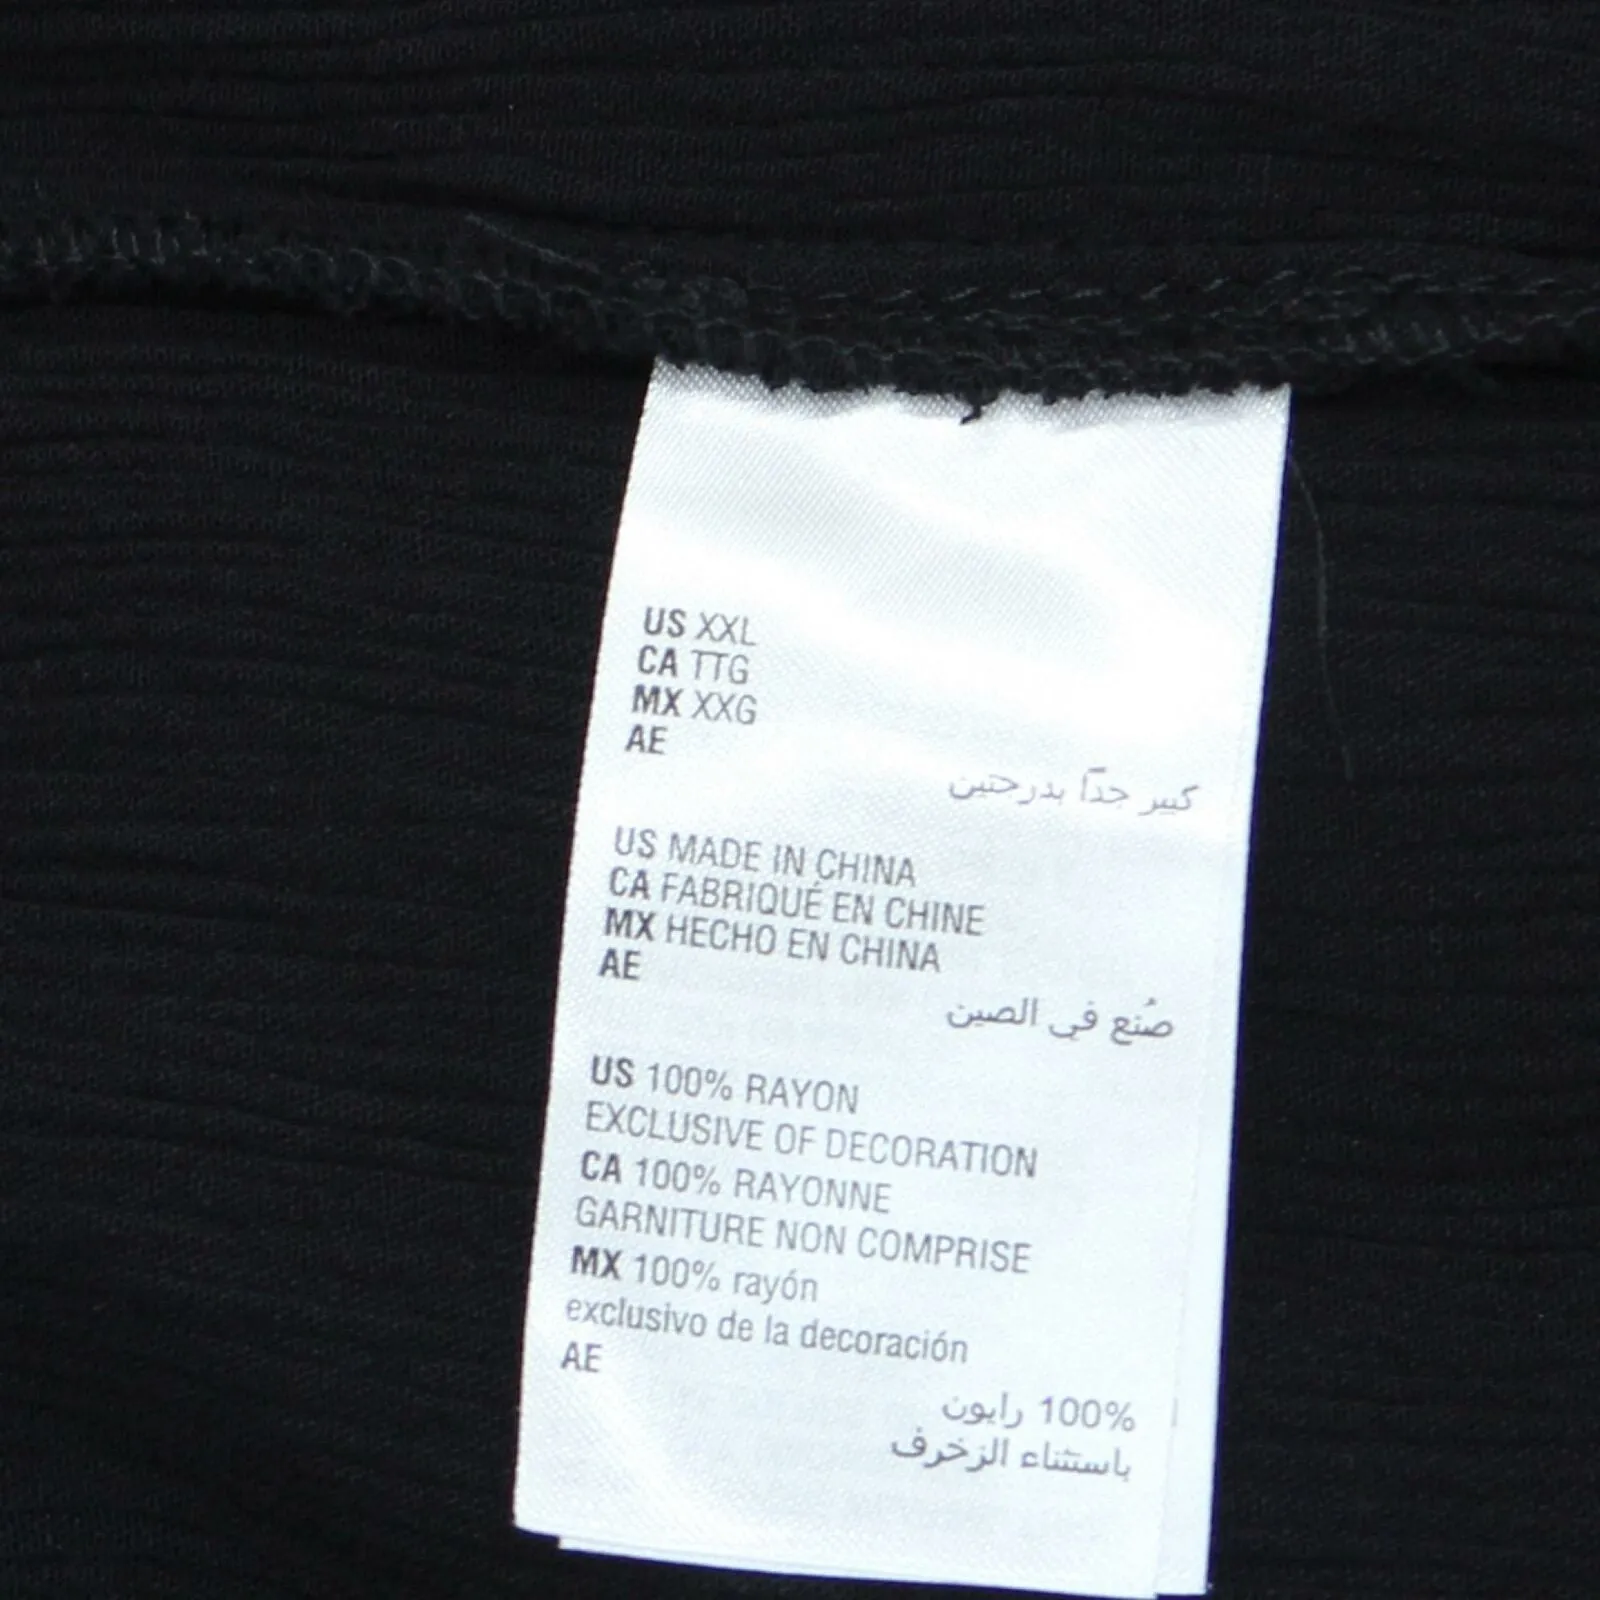 US XXL
CA TTG
MX XXG
AE
كبير جدًا بدرجتين
US MADE IN CHINA
CA FABRIQUÉ EN CHINE
MX HECHO EN CHINA
AE
صُنع في الصين
US 100% RAYON
EXCLUSIVE OF DECORATION
CA 100% RAYONNE
GARNITURE NON COMPRISE
MX 100% rayón
exclusivo de la decoración
AE
100% رايون
باستثناء الزخرف